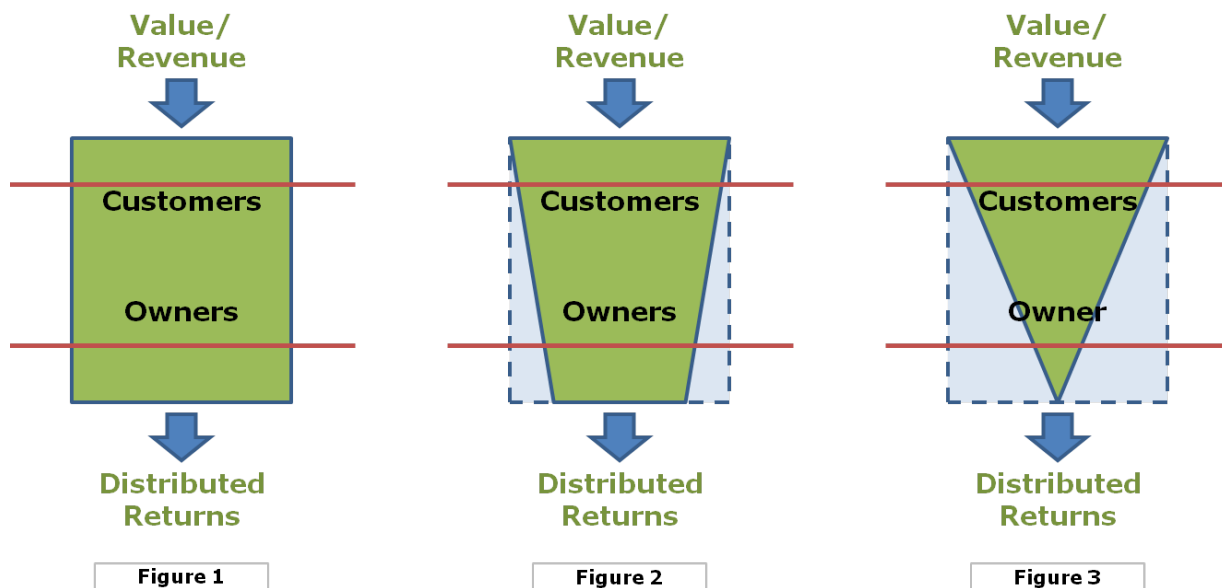 Value/
Revenue
Customers
Owners
Distributed
Returns
Figure 1
Value/
Revenue
Customers
Owners
Distributed
Returns
Figure 2
Value/
Revenue
Customers
Owner
Distributed
Returns
Figure 3